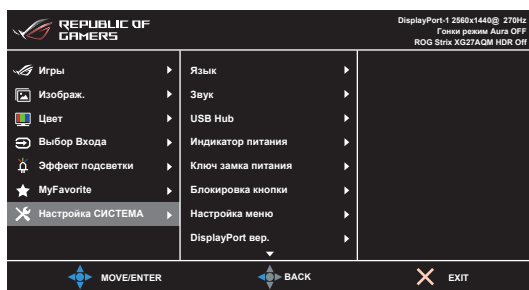 REPUBLIC OF
GAMERS
DisplayPort-1 2560x1440@ 270Hz
Гонки режим Aura OFF
ROG Strix XG27AQM HDR Off
Игры
Изображ.
Цвет
Выбор Входа
Эффект подсветки
MyFavorite
Настройка СИСТЕМА
Язык
Звук
USB Hub
Индикатор питания
Ключ замка питания
Блокировка кнопки
Настройка меню
DisplayPort вер.
MOVE/ENTER
BACK
EXIT